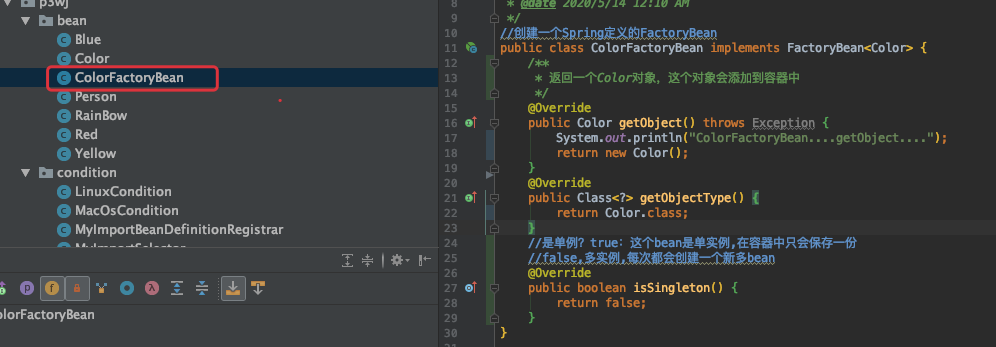 p3wj
bean
Blue
Color
ColorFactoryBean
Person
RainBow
Red
Yellow
condition
LinuxCondition
MacOsCondition
MyImportBeanDefinitionRegistrar
MyImportSelector
olorFactoryBean
8 * @date 2020/5/14 12:10 AM
9 */
10 //创建一个Spring定义的FactoryBean
11 public class ColorFactoryBean implements FactoryBean<Color> {
12 /**
13 * 返回一个Color对象，这个对象会添加到容器中
14 */
15 @Override
16 public Color getObject() throws Exception {
17 System.out.println("ColorFactoryBean....getObject....");
18 return new Color();
19 }
20 @Override
21 public Class<?> getObjectType() {
22 return Color.class;
23 }
24 //是单例？true：这个bean是单实例,在容器中只会保存一份
25 //false,多实例,每次都会创建一个新多bean
26 @Override
27 public boolean isSingleton() {
28 return false;
29 }
30 }
31